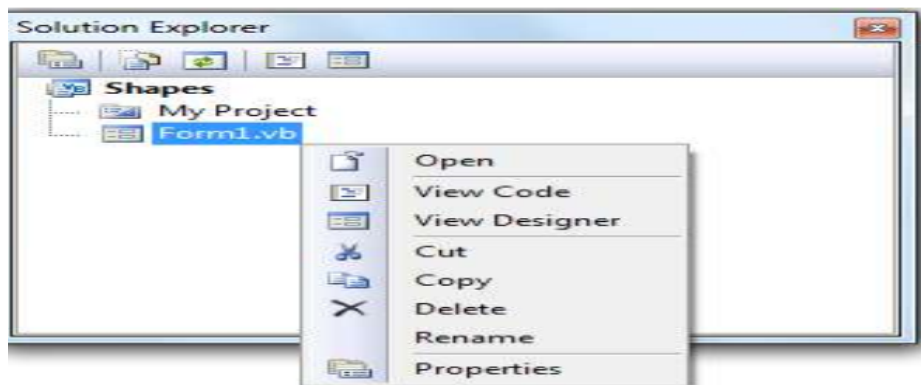 Solution Explorer
Shapes
My Project
Form1.vb
Open
View Code
View Designer
Cut
Copy
Delete
Rename
Properties